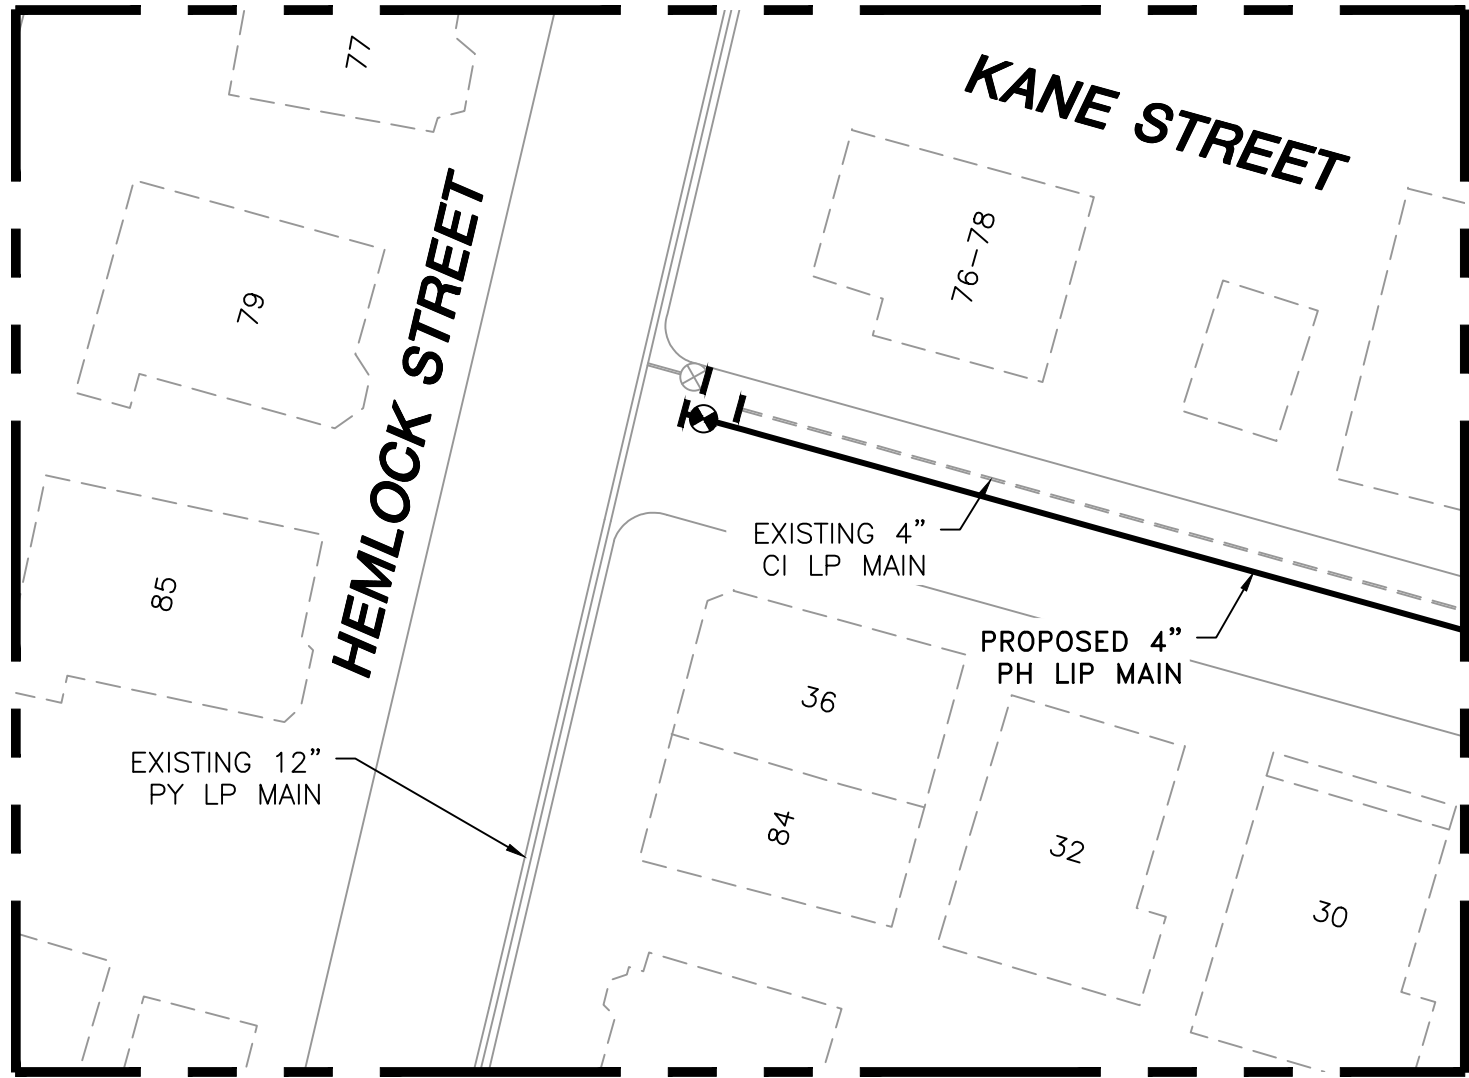 77
KANE STREET
76-78
79
HEMLOCK STREET
EXISTING 4”
CI LP MAIN
85
PROPOSED 4”
PH LIP MAIN
36
EXISTING 12”
PY LP MAIN
84
32
30